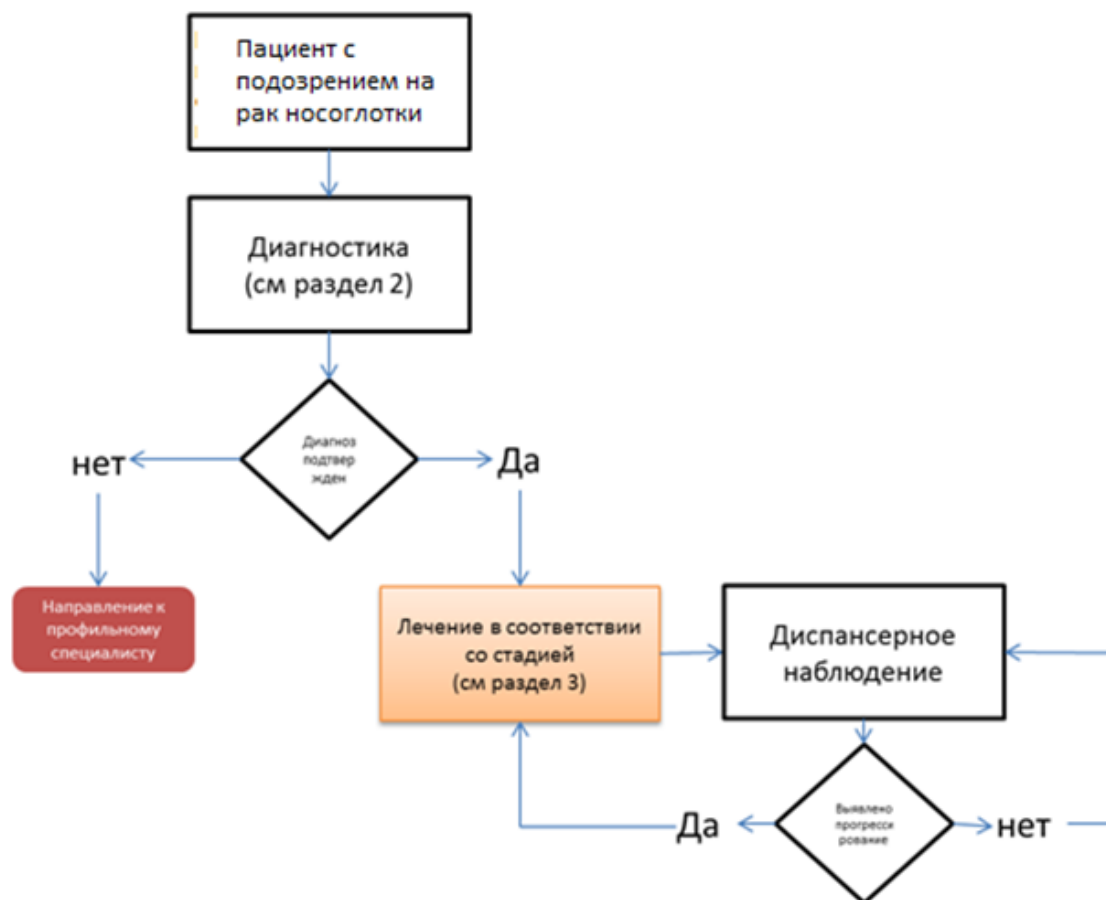 Пациент с
подозрением на
рак носоглотки
Диагностика
(см раздел 2)
Диагноз
подтвер
жден
нет
Да
Направление к
профильному
специалисту
Лечение в соответствии
со стадией
(см раздел 3)
Диспансерное
наблюдение
Выявлено
прогресси
рование
Да
нет